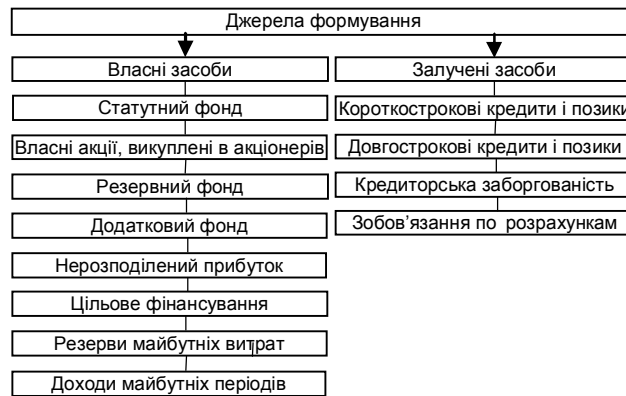 Джерела формування
Власні засоби
Статутний фонд
Власні акції, викуплені в акціонерів
Резервний фонд
Додатковий фонд
Нерозподілений прибуток
Цільове фінансування
Резерви майбутніх витрат
Доходи майбутніх періодів
Залучені засоби
Короткострокові кредити і позики
Довгострокові кредити і позики
Кредиторська заборгованість
Зобов’язання по розрахункам